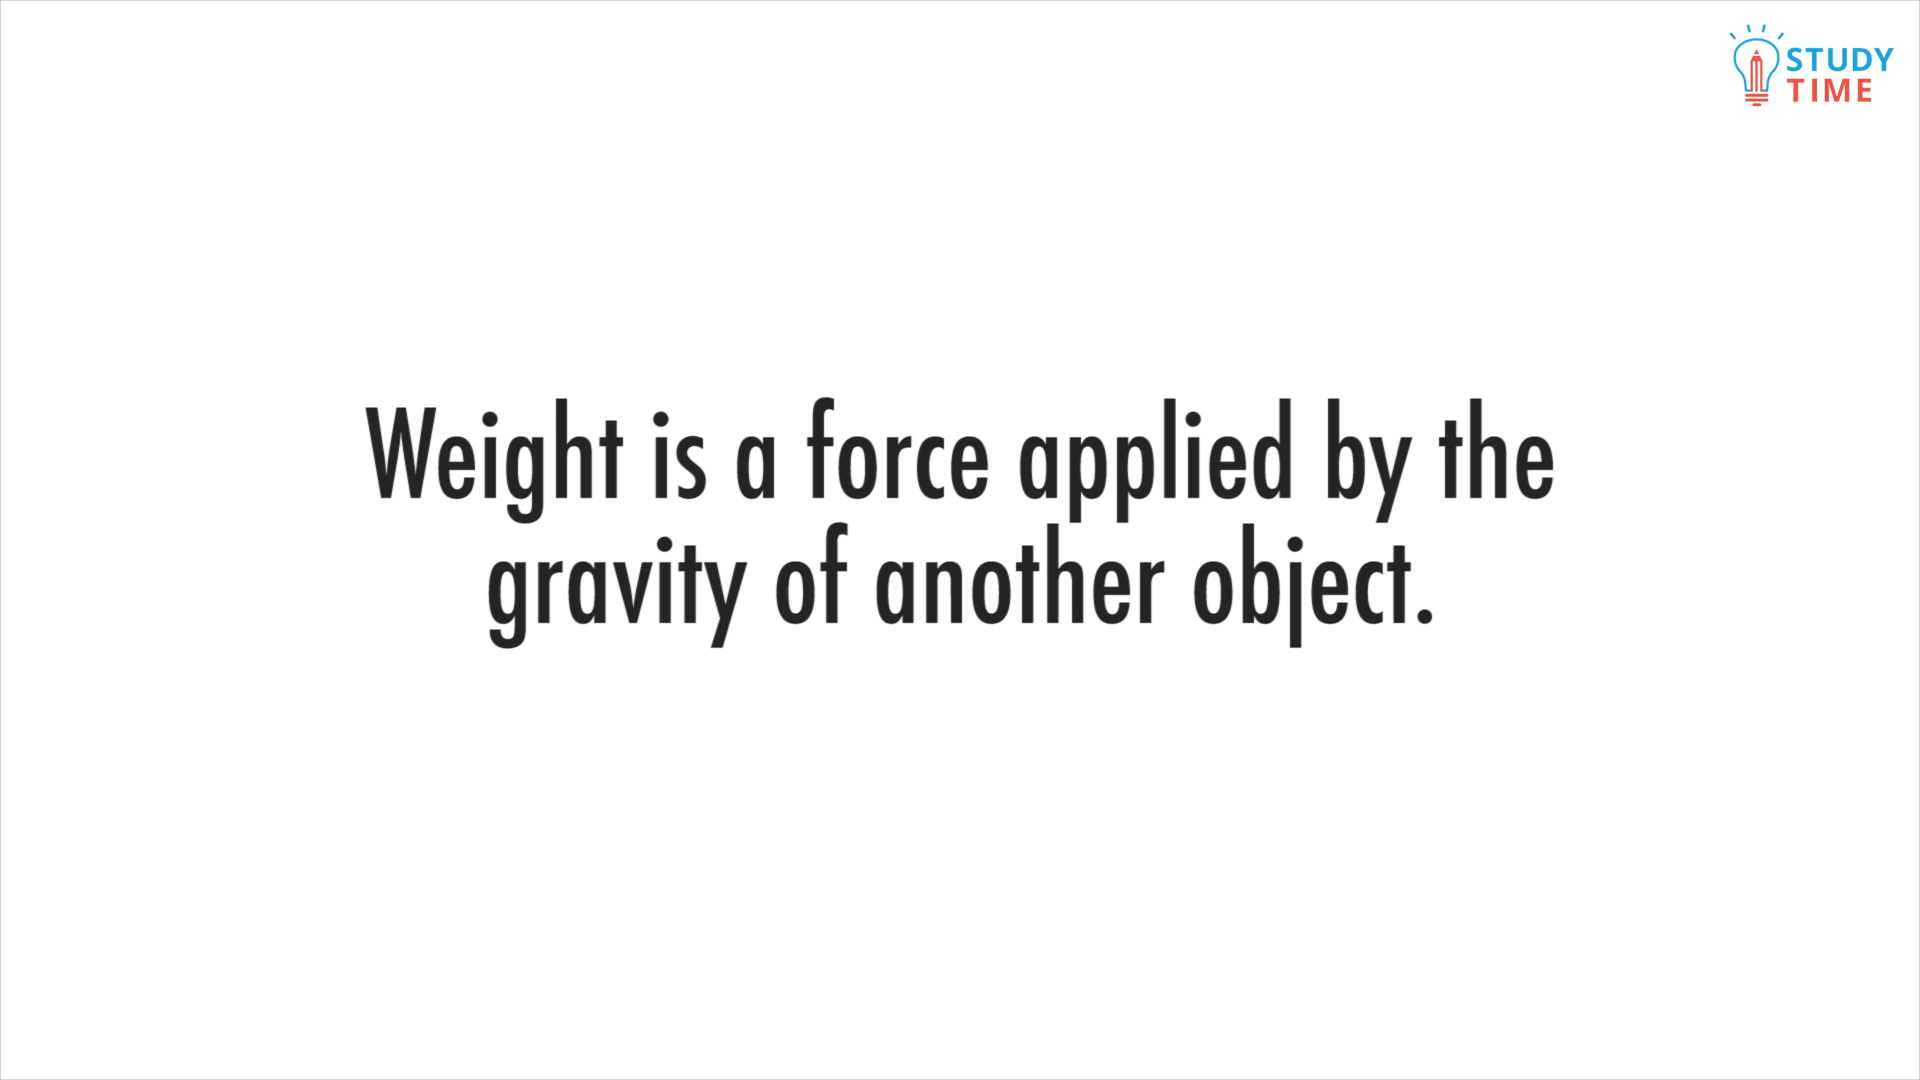 STUDY
TIME
Weight is a force applied by the
gravity of another object.